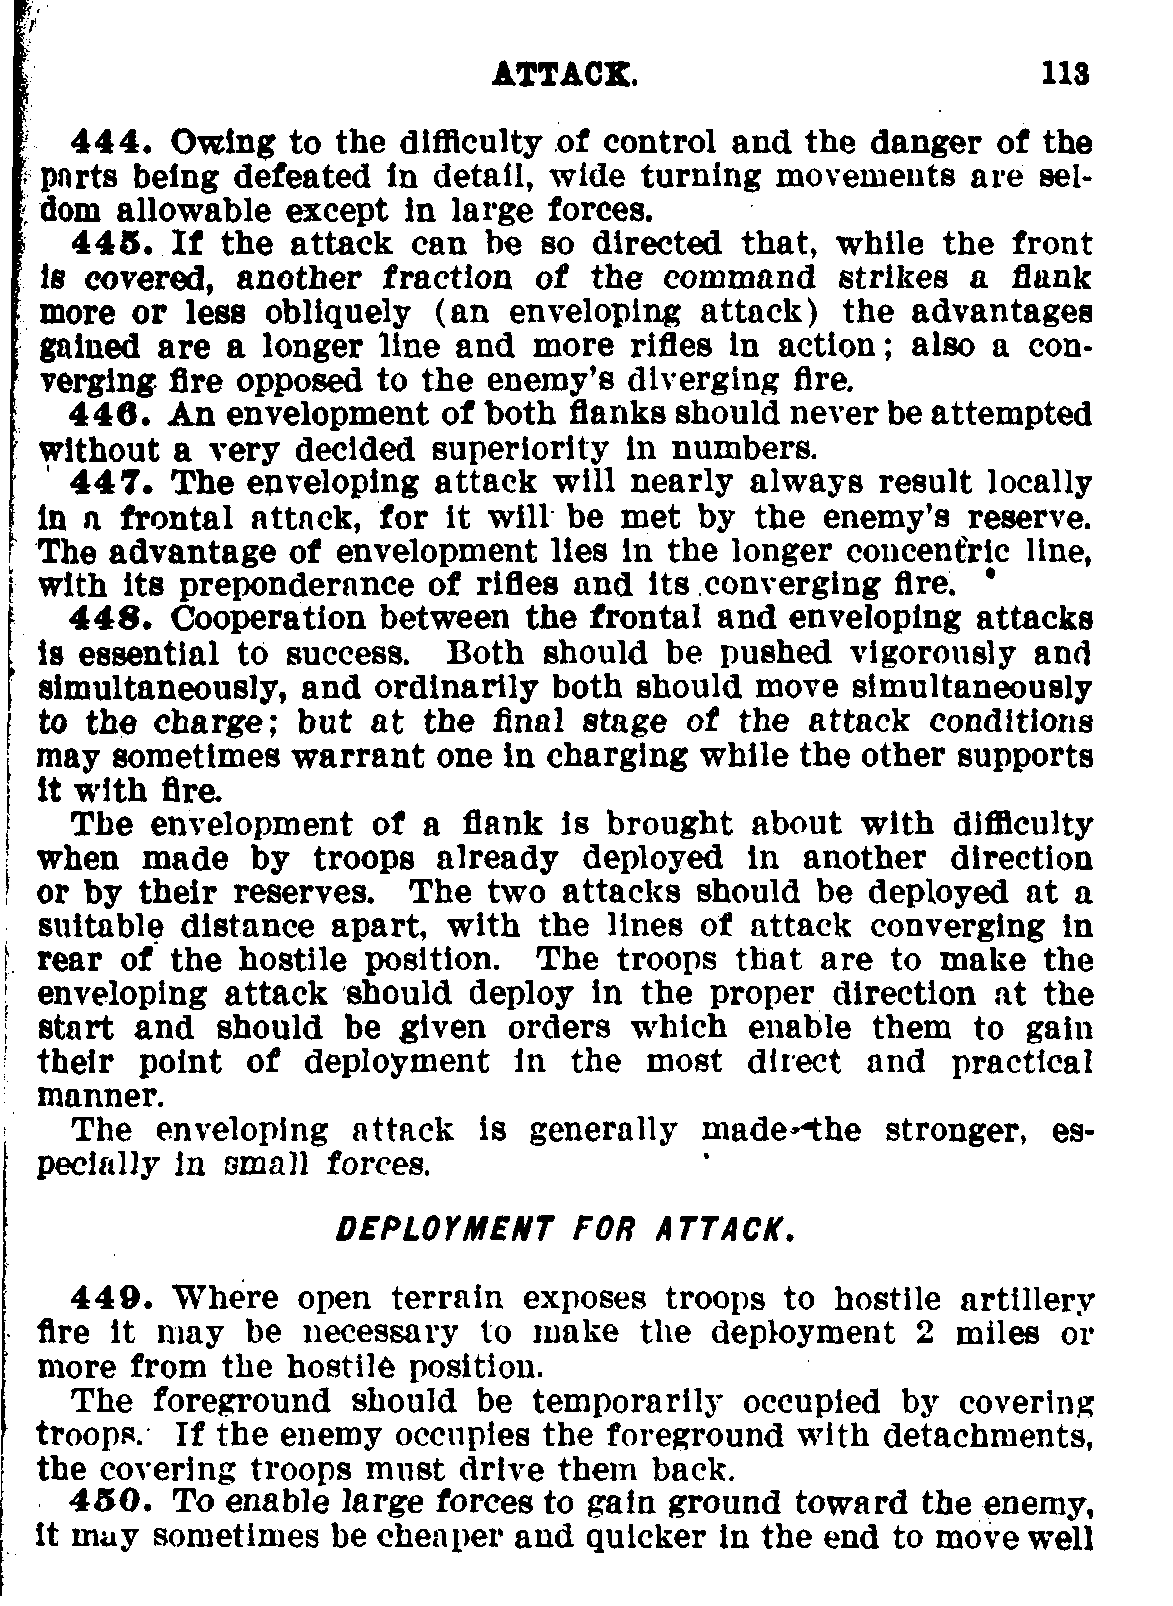 ATTACK. 113
444. Owing to the difficulty of control and the danger of the
parts being defeated in detail, wide turning movements are sel-
dom allowable except in large forces.
445. If the attack can be so directed that, while the front
is covered, another fraction of the command strikes a flank
more or less obliquely (an enveloping attack) the advantages
gained are a longer line and more rifles in action; also a con-
verging fire opposed to the enemy's diverging fire.
446. An envelopment of both flanks should never be attempted
without a very decided superiority in numbers.
447. The enveloping attack will nearly always result locally
in a frontal attack, for it will be met by the enemy's reserve.
The advantage of envelopment lies in the longer concentric line,
with its preponderance of rifles and its converging fire.
448. Cooperation between the frontal and enveloping attacks
is essential to success. Both should be pushed vigorously and
simultaneously, and ordinarily both should move simultaneously
to the charge; but at the final stage of the attack conditions
may sometimes warrant one in charging while the other supports
it with fire.
The envelopment of a flank is brought about with difficulty
when made by troops already deployed in another direction
or by their reserves. The two attacks should be deployed at a
suitable distance apart, with the lines of attack converging in
rear of the hostile position. The troops that are to make the
enveloping attack should deploy in the proper direction at the
start and should be given orders which enable them to gain
their point of deployment in the most direct and practical
manner.
The enveloping attack is generally made the stronger, es-
pecially in small forces.
DEPLOYMENT FOR ATTACK.
449. Where open terrain exposes troops to hostile artillery
fire it may be necessary to make the deployment 2 miles or
more from the hostile position.
The foreground should be temporarily occupied by covering
troops. If the enemy occupies the foreground with detachments,
the covering troops must drive them back.
450. To enable large forces to gain ground toward the enemy,
it may sometimes be cheaper and quicker in the end to move well